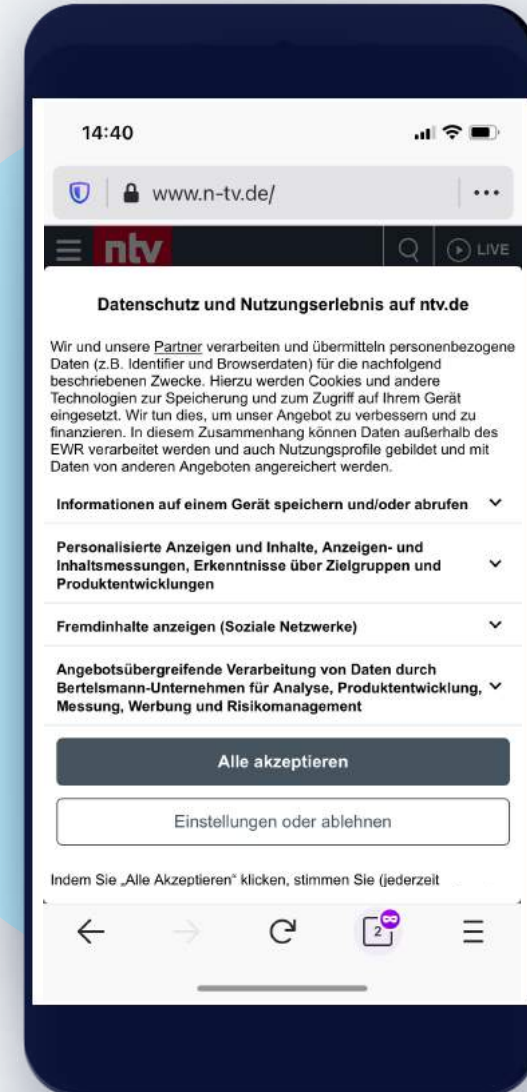 14:40
www.n-tv.de/
ntv
LIVE
Datenschutz und Nutzungserlebnis auf ntv.de
Wir und unsere Partner verarbeiten und übermitteln personenbezogene
Daten (z.B. Identifier und Browserdaten) für die nachfolgend
beschriebenen Zwecke. Hierzu werden Cookies und andere
Technologien zur Speicherung und zum Zugriff auf Ihrem Gerät
eingesetzt. Wir tun dies, um unser Angebot zu verbessern und zu
finanzieren. In diesem Zusammenhang können Daten außerhalb des
EWR verarbeitet werden und auch Nutzungsprofile gebildet und mit
Daten von anderen Angeboten angereichert werden.
Informationen auf einem Gerät speichern und/oder abrufen
Personalisierte Anzeigen und Inhalte, Anzeigen- und
Inhaltsmessungen, Erkenntnisse über Zielgruppen und
Produktentwicklungen
Fremdinhalte anzeigen (Soziale Netzwerke)
Angebotsübergreifende Verarbeitung von Daten durch
Bertelsmann-Unternehmen für Analyse, Produktentwicklung,
Messung, Werbung und Risikomanagement
Alle akzeptieren
Einstellungen oder ablehnen
Indem Sie „Alle Akzeptieren“ klicken, stimmen Sie (jederzeit
2